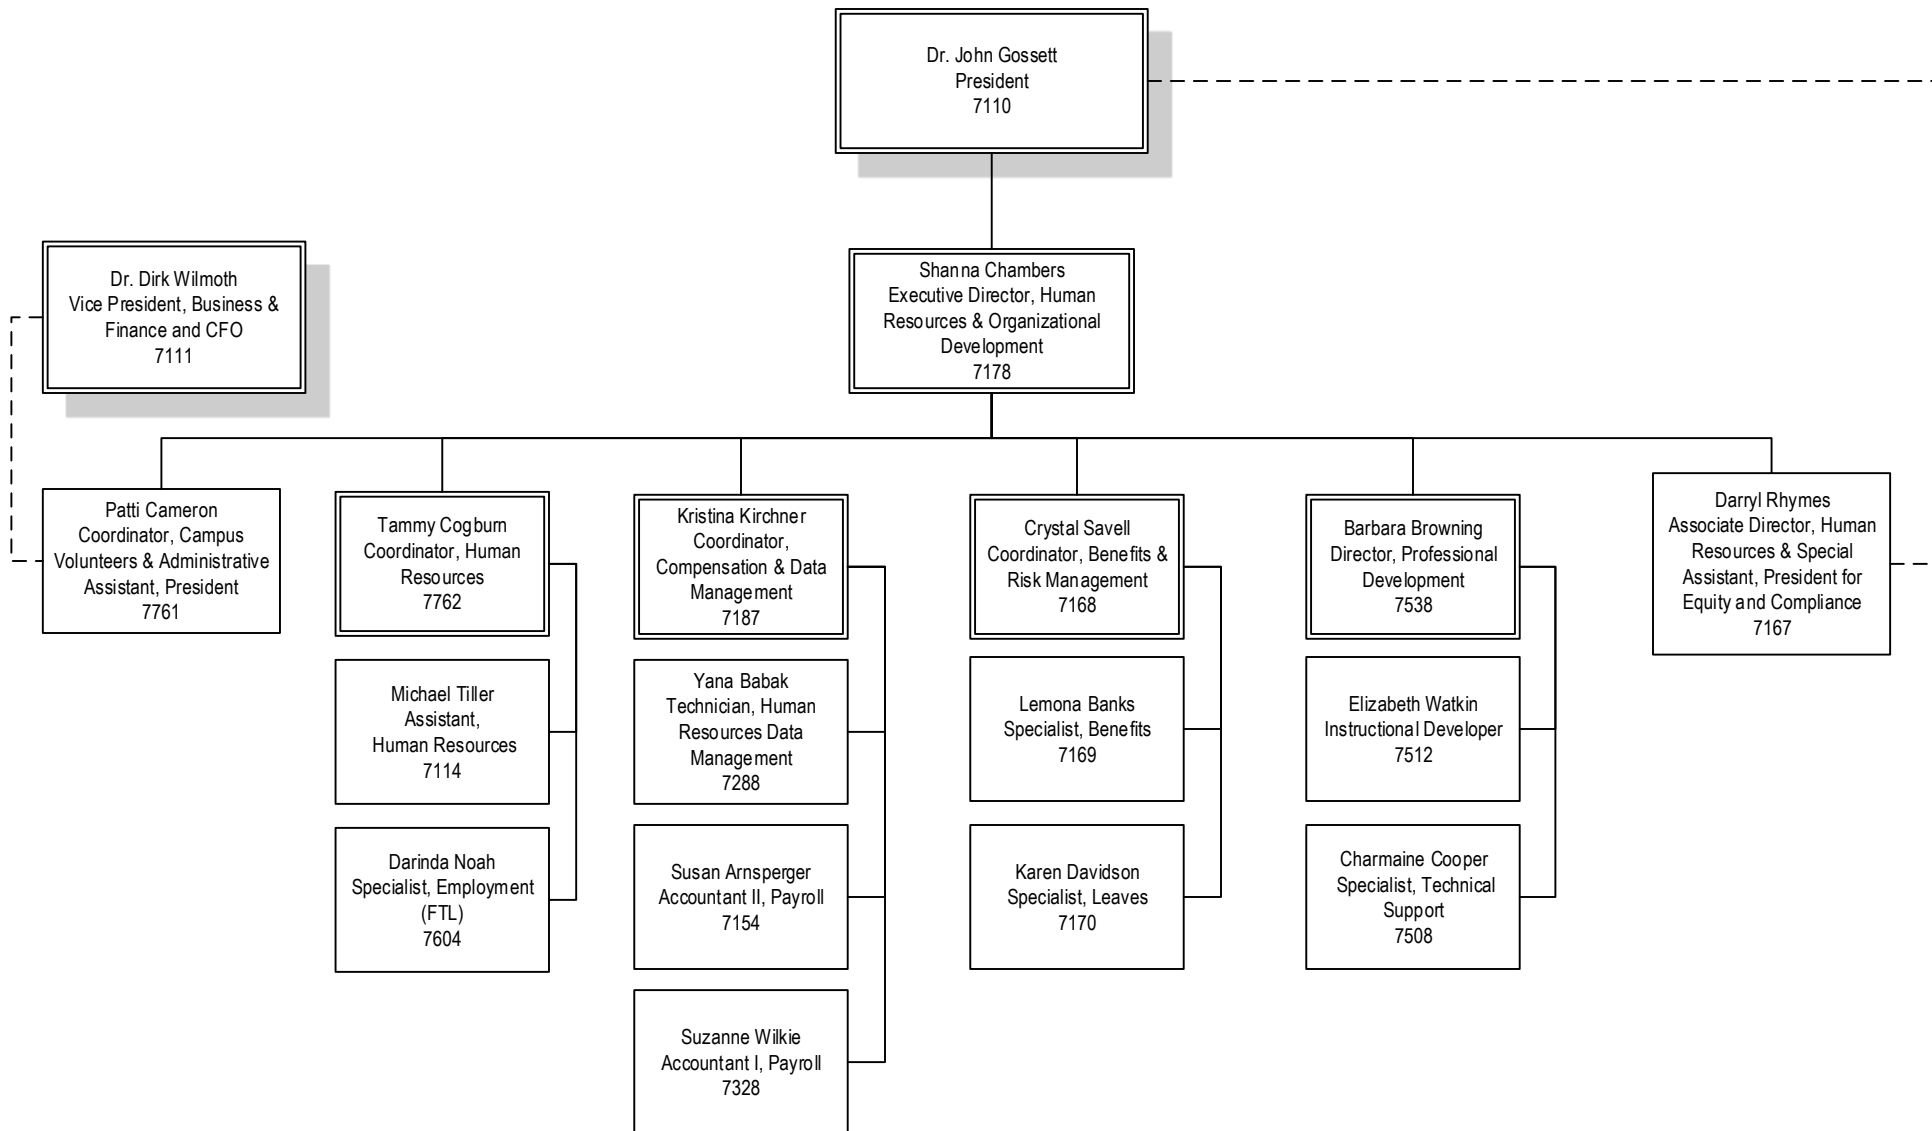 Dr. John Gossett
President
7110
Dr. Dirk Wilmoth
Vice President, Business &
Finance and CFO
7111
Shanna Chambers
Executive Director, Human
Resources & Organizational
Development
7178
Patti Cameron
Coordinator, Campus
Volunteers & Administrative
Assistant, President
7761
Tammy Cogburn
Coordinator, Human
Resources
7762
Kristina Kirchner
Coordinator,
Compensation & Data
Management
7187
Crystal Savell
Coordinator, Benefits &
Risk Management
7168
Barbara Browning
Director, Professional
Development
7538
Darryl Rhymes
Associate Director, Human
Resources & Special
Assistant, President for
Equity and Compliance
7167
Michael Tiller
Assistant,
Human Resources
7114
Yana Babak
Technician, Human
Resources Data
Management
7288
Lemona Banks
Specialist, Benefits
7169
Elizabeth Watkin
Instructional Developer
7512
Darinda Noah
Specialist, Employment
(FTL)
7604
Susan Arnsperger
Accountant II, Payroll
7154
Karen Davidson
Specialist, Leaves
7170
Charmaine Cooper
Specialist, Technical
Support
7508
Suzanne Wilkie
Accountant I, Payroll
7328